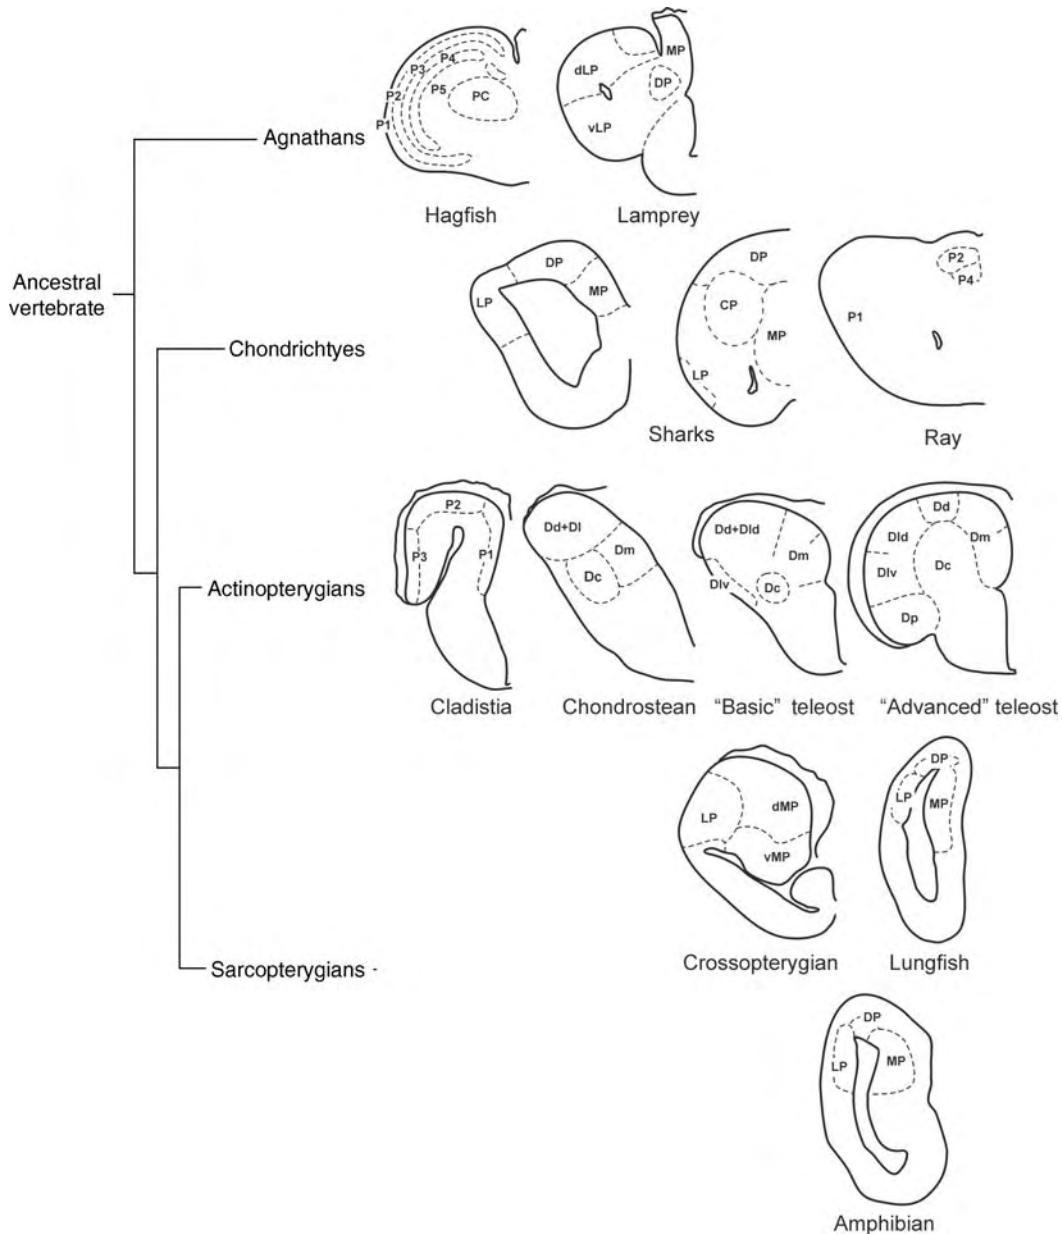 P1
P2
P3
P4
P5
PC
dLP
vLP
MP
DP
Agnathans
Hagfish
Lamprey
Ancestral
vertebrate
LP
DP
MP
DP
CP
MP
LP
P2
P4
P1
Chondrichtyes
Sharks
Ray
P2
P3
P1
Dd+Dl
Dm
Dc
Dd+Dld
Dm
Dlv
Dc
Dd
Dld
Dm
Dlv
Dc
Dp
Actinopterygians
Cladistia
Chondrostean
"Basic" teleost
"Advanced" teleost
LP
dMP
vMP
DP
LP
MP
Sarcopterygians
Crossopterygian
Lungfish
DP
LP
MP
Amphibian